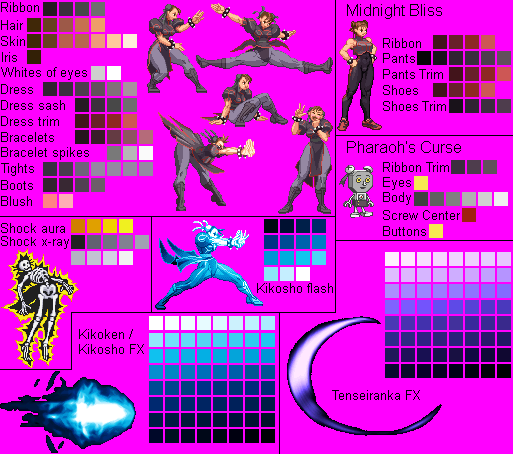 Ribbon
Hair
Skin
Iris
Whites of eyes
Dress
Dress sash
Dress trim
Bracelets
Bracelet spikes
Tights
Boots
Blush
Midnight Bliss
Ribbon
Pants
Pants Trim
Shoes
Shoes Trim
Pharaoh's Curse
Ribbon Trim
Eyes
Body
Screw Center
Buttons
Shock aura
Shock x-ray
Kikosho flash
Kikoken /
Kikosho FX
Tenseiranka FX